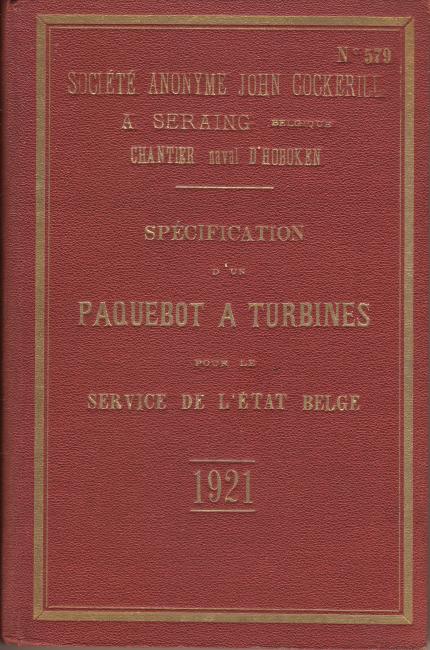 N° 579
SOCIÉTÉ ANONYME JOHN COCKERILL
A SERAING BELGIQUE
CHANTIER naval D'HOBOKEN
SPÉCIFICATION
D'UN
PAQUEBOT A TURBINES
POUR LE
SERVICE DE L'ÉTAT BELGE
1921